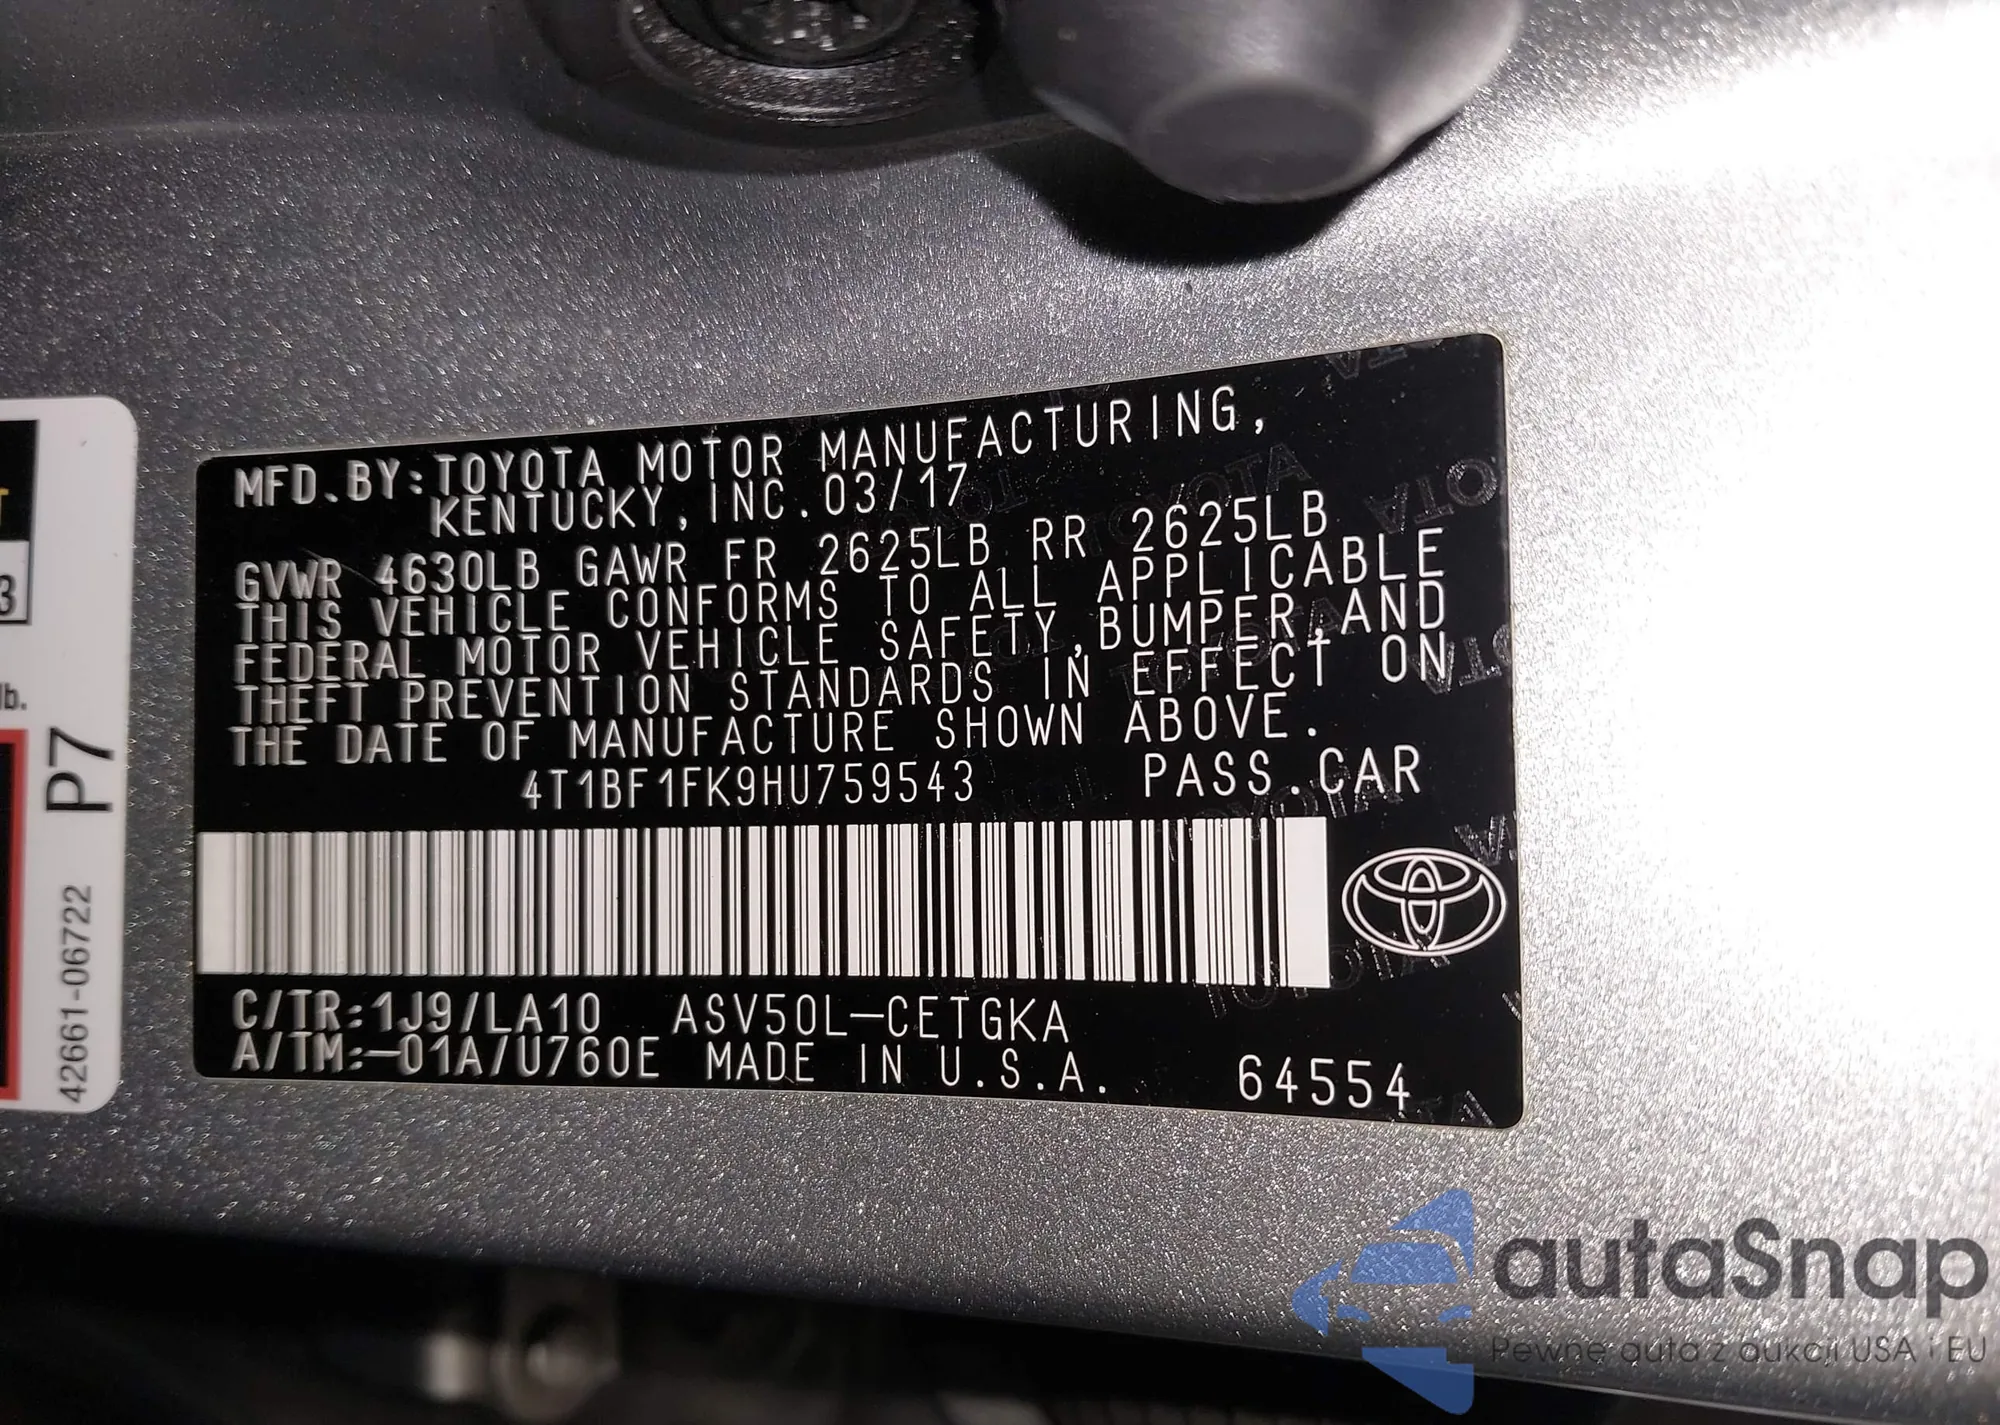 MFD.BY:TOYOTA MOTOR MANUFACTURING,
KENTUCKY, INC. 03/17
GVWR 4630LB GAWR FR 2625LB RR 2625LB
THIS VEHICLE CONFORMS TO ALL APPLICABLE
FEDERAL MOTOR VEHICLE SAFETY,BUMPER,AND
THEFT PREVENTION STANDARDS IN EFFECT ON
THE DATE OF MANUFACTURE SHOWN ABOVE.
4T1BF1FK9HU759543 PASS.CAR
C/TR:1J9/LA10 ASV50L-CETGKA
A/TM:-01A/U760E MADE IN U.S.A. 64554
T
3
lb.
P7
42661-06722
autaSnap
Pewne auta z aukcji USA i EU